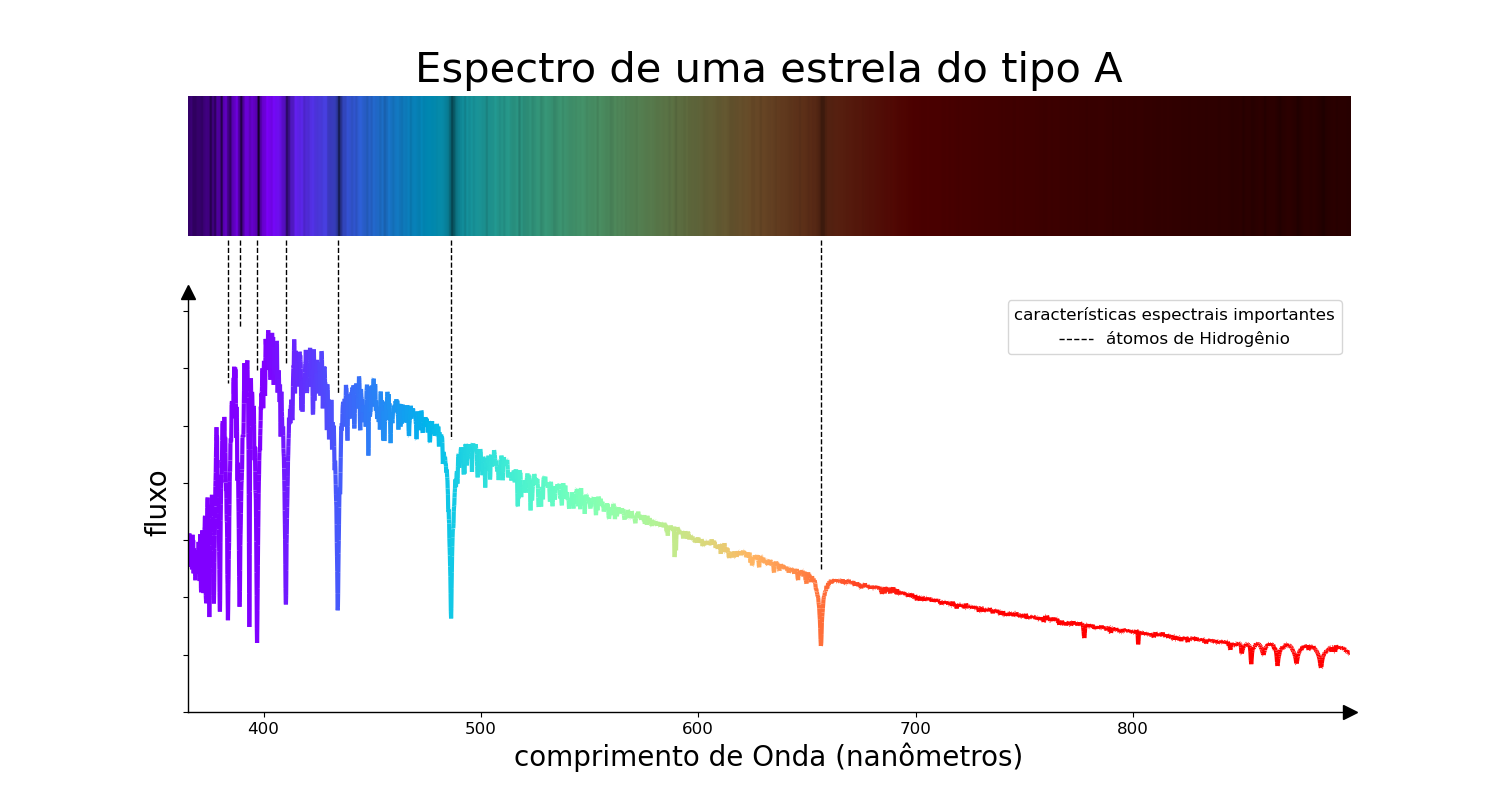 Espectro de uma estrela do tipo A
características espectrais importantes
átomos de Hidrogênio
fluxo
400 500 600 700 800
comprimento de Onda (nanômetros)